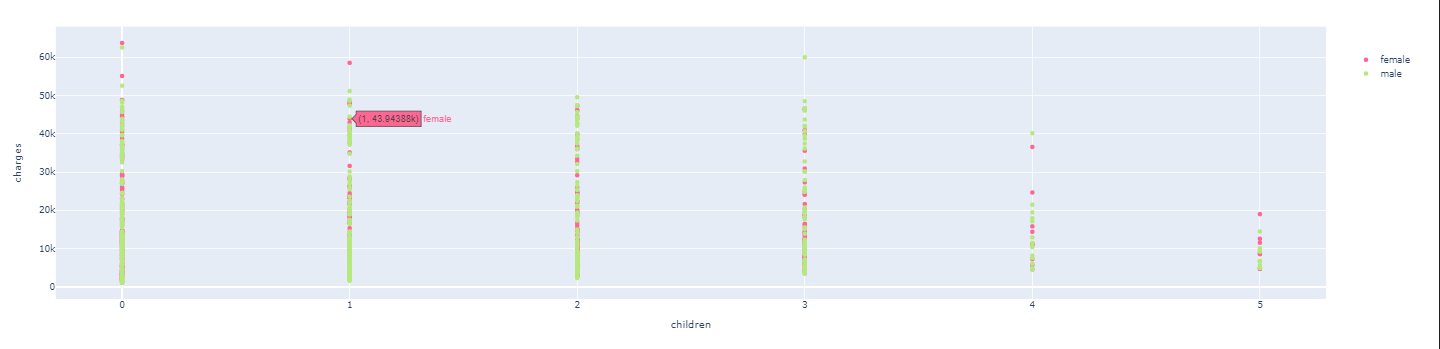 60k
50k
40k
30k
20k
10k
0
charges
0 1 2 3 4 5
children
(1, 43.94388k) female
female
male